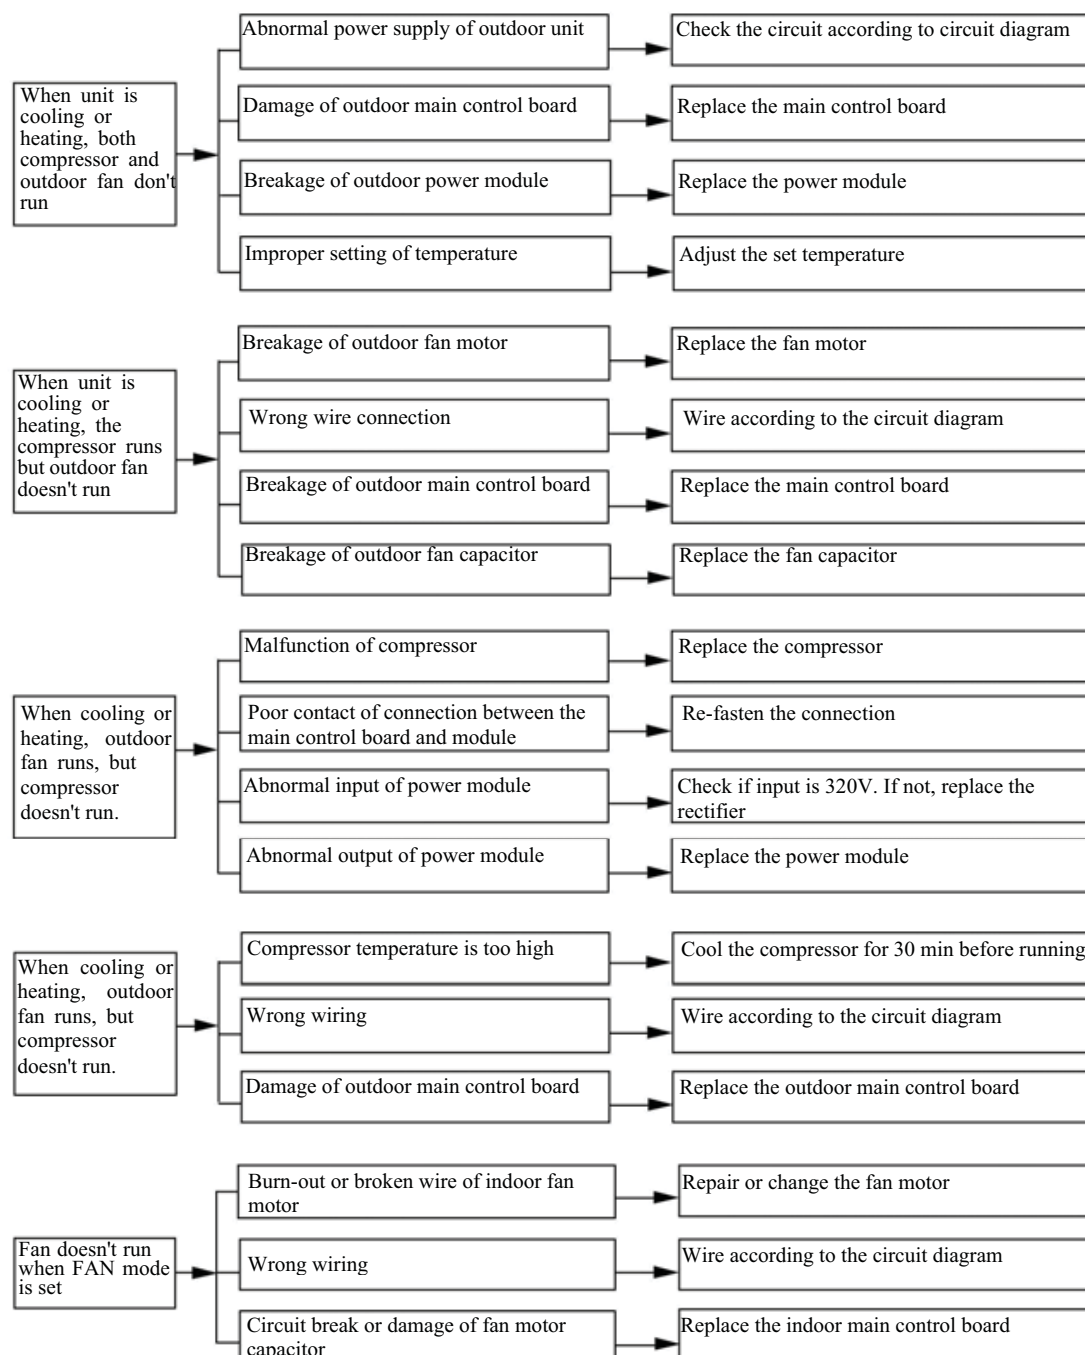 When unit is
cooling or
heating, both
compressor and
outdoor fan don't
run
Abnormal power supply of outdoor unit
Check the circuit according to circuit diagram
Damage of outdoor main control board
Replace the main control board
Breakage of outdoor power module
Replace the power module
Improper setting of temperature
Adjust the set temperature
When unit is
cooling or
heating, the
compressor runs
but outdoor fan
doesn't run
Breakage of outdoor fan motor
Replace the fan motor
Wrong wire connection
Wire according to the circuit diagram
Breakage of outdoor main control board
Replace the main control board
Breakage of outdoor fan capacitor
Replace the fan capacitor
When cooling or
heating, outdoor
fan runs, but
compressor
doesn't run.
Malfunction of compressor
Replace the compressor
Poor contact of connection between the
main control board and module
Re-fasten the connection
Abnormal input of power module
Check if input is 320V. If not, replace the
rectifier
Abnormal output of power module
Replace the power module
When cooling or
heating, outdoor
fan runs, but
compressor
doesn't run.
Compressor temperature is too high
Cool the compressor for 30 min before running
Wrong wiring
Wire according to the circuit diagram
Damage of outdoor main control board
Replace the outdoor main control board
Fan doesn't run
when FAN mode
is set
Burn-out or broken wire of indoor fan
motor
Repair or change the fan motor
Wrong wiring
Wire according to the circuit diagram
Circuit break or damage of fan motor
capacitor
Replace the indoor main control board